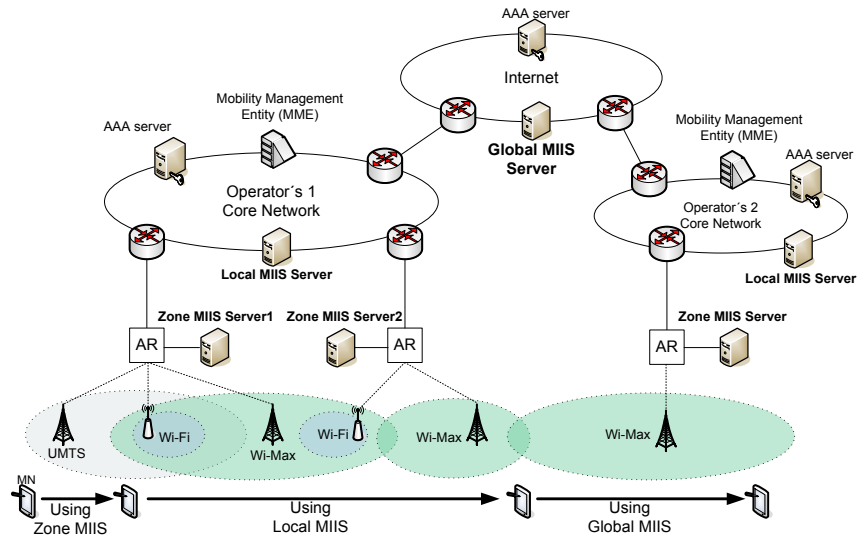 AAA server
Internet
Global MIIS
Server
Mobility Management
Entity (MME)
AAA server
Operator´s 1
Core Network
Local MIIS Server
Mobility Management
Entity (MME)
AAA server
Operator´s 2
Core Network
Local MIIS Server
Zone MIIS Server1
AR
Zone MIIS Server2
AR
Zone MIIS Server
AR
UMTS
Wi-Fi
Wi-Max
Wi-Fi
Wi-Max
Wi-Max
MN
Using
Zone MIIS
Using
Local MIIS
Using
Global MIIS